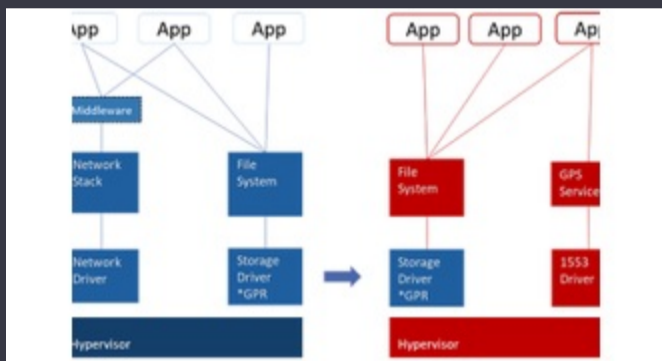 App
App
App
App
App
App
Middleware
Network
Stack
File
System
File
System
GPS
Service
Network
Driver
Storage
Driver
*GPR
Storage
Driver
*GPR
1553
Driver
Hypervisor
Hypervisor